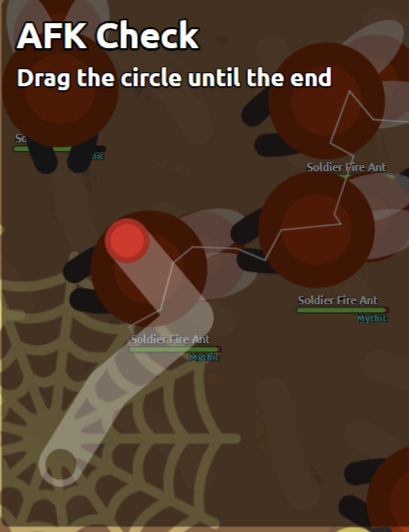 AFK Check
Drag the circle until the end
Soldier Fire Ant
Soldier Fire Ant
Mythic
Soldier Fire Ant
Mythic